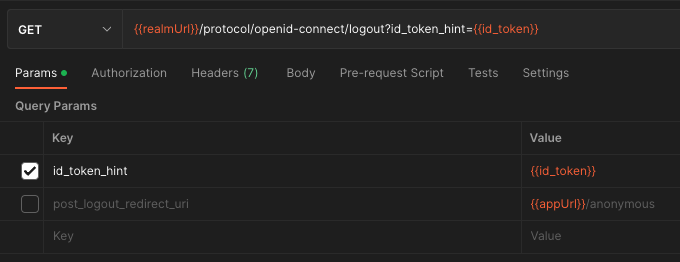 GET {{realmUrl}}/protocol/openid-connect/logout?id_token_hint={{id_token}}
Params Authorization Headers (7) Body Pre-request Script Tests Settings
Query Params
Key Value
id_token_hint {{id_token}}
post_logout_redirect_uri {{appUrl}}/anonymous
Key Value